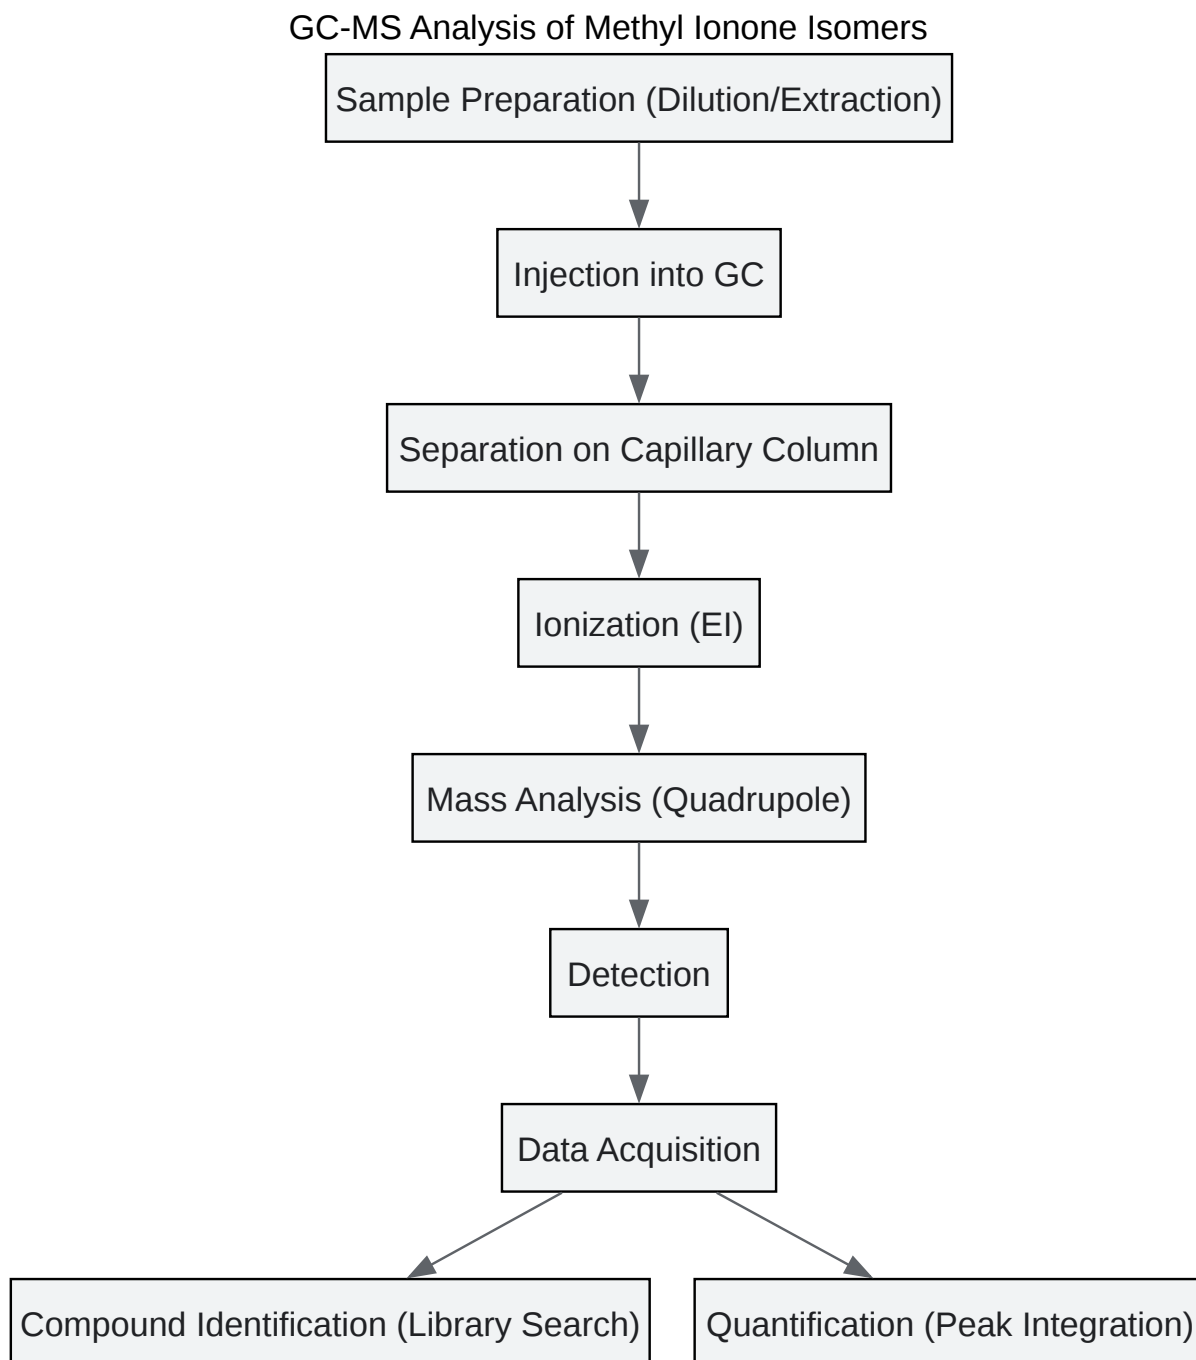 GC-MS Analysis of Methyl Ionone Isomers
Sample Preparation (Dilution/Extraction)
Injection into GC
Separation on Capillary Column
Ionization (EI)
Mass Analysis (Quadrupole)
Detection
Data Acquisition
Compound Identification (Library Search)
Quantification (Peak Integration)